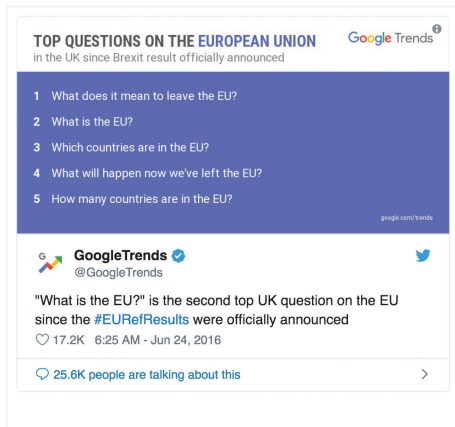 TOP QUESTIONS ON THE EUROPEAN UNION
Google Trends
in the UK since Brexit result officially announced
1 What does it mean to leave the EU?
2 What is the EU?
3 Which countries are in the EU?
4 What will happen now we've left the EU?
5 How many countries are in the EU?
google.com/trends
G
GoogleTrends
@GoogleTrends
"What is the EU?" is the second top UK question on the EU
since the #EURefResults were officially announced
17.2K 6:25 AM - Jun 24, 2016
25.6K people are talking about this